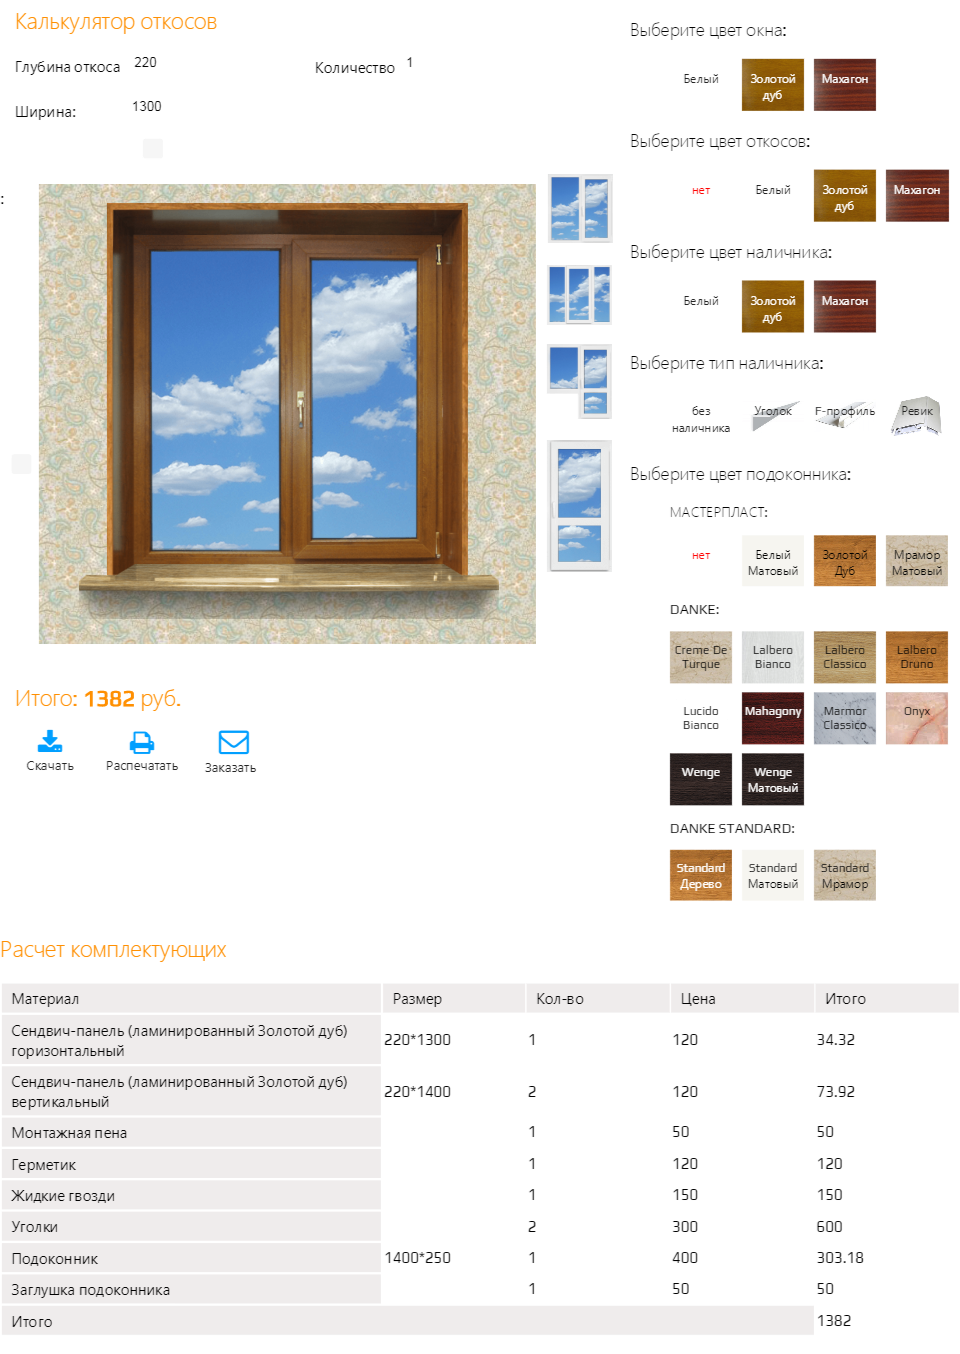 Калькулятор откосов
Глубина откоса 220 Количество 1
Ширина: 1300
:
Итого: 1382 руб.
Скачать Распечатать Заказать
Выберите цвет окна:
Белый Золотой дуб Махагон
Выберите цвет откосов:
нет Белый Золотой дуб Махагон
Выберите цвет наличника:
Белый Золотой дуб Махагон
Выберите тип наличника:
без наличника Уголок F-профиль Ревик
Выберите цвет подоконника:
МАСТЕРПЛАСТ:
нет Белый Матовый Золотой Дуб Мрамор Матовый
DANKE:
Creme De Turque Lalbero Bianco Lalbero Classico Lalbero Druno
Lucido Bianco Mahagony Marmor Classico Onyx
Wenge Wenge Матовый
DANKE STANDARD:
Standard Дерево Standard Матовый Standard Мрамор
Расчет комплектующих
Материал Размер Кол-во Цена Итого
Сендвич-панель (ламинированный Золотой дуб)
горизонтальный 220*1300 1 120 34.32
Сендвич-панель (ламинированный Золотой дуб)
вертикальный 220*1400 2 120 73.92
Монтажная пена 1 50 50
Герметик 1 120 120
Жидкие гвозди 1 150 150
Уголки 2 300 600
Подоконник 1400*250 1 400 303.18
Заглушка подоконника 1 50 50
Итого 1382